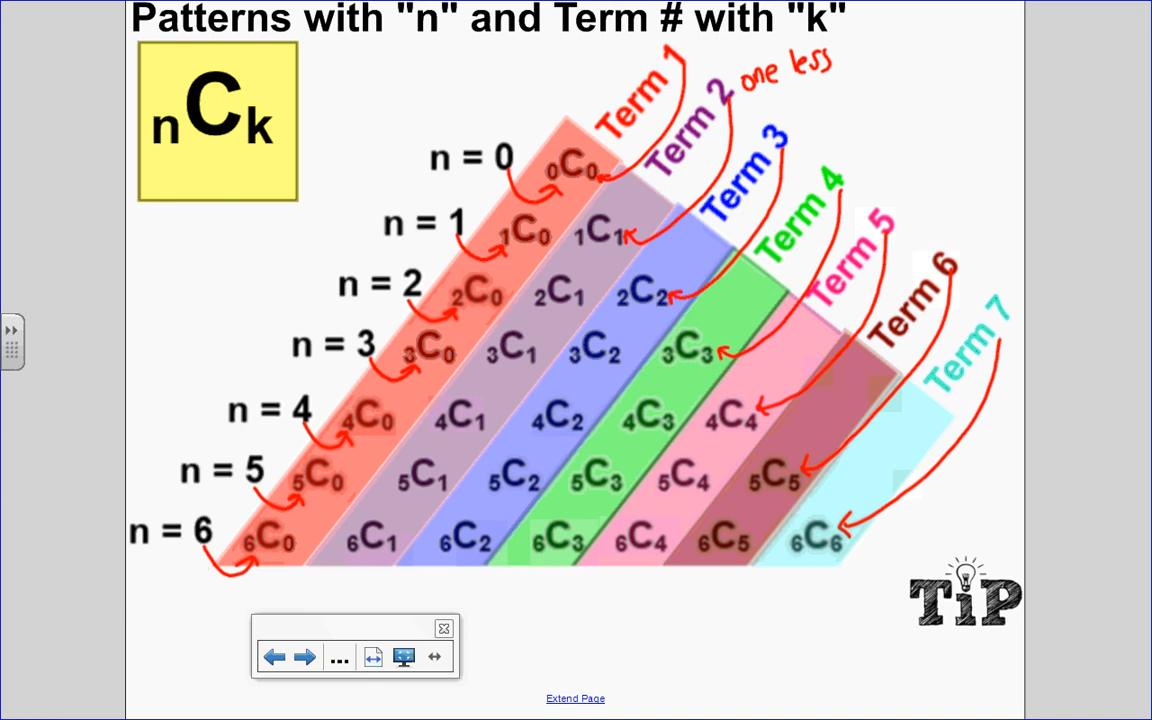 Patterns with "n" and Term # with "k"
nCk
Term 1
Term 2 one less
Term 3
Term 4
Term 5
Term 6
Term 7
n = 0 0C0
n = 1 1C0 1C1
n = 2 2C0 2C1 2C2
n = 3 3C0 3C1 3C2 3C3
n = 4 4C0 4C1 4C2 4C3 4C4
n = 5 5C0 5C1 5C2 5C3 5C4 5C5
n = 6 6C0 6C1 6C2 6C3 6C4 6C5 6C6
TiP
...
Extend Page